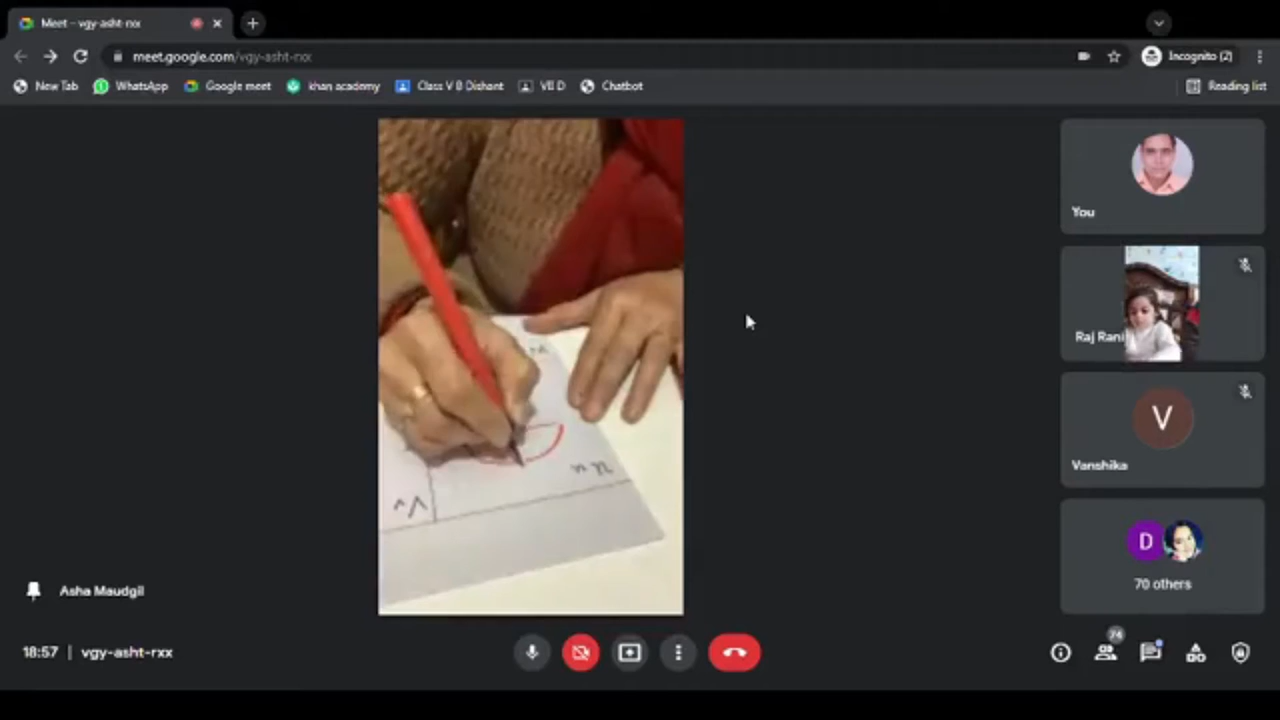 Meet - vgy-asht-rxx
meet.google.com/vgy-asht-rxx
Incognito (2)
New Tab
WhatsApp
Google meet
khan academy
Class V B Dishant
VII D
Chatbot
Reading list
You
Raj Rani
V
Vanshika
D
70 others
Asha Maudgil
18:57 | vgy-asht-rxx
74